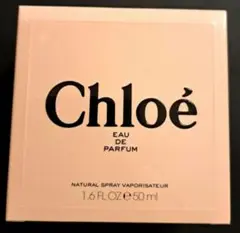 Chloé
EAU
DE
PARFUM
NATURAL SPRAY VAPORISATEUR
1.6 FL.OZ ℮ 50 ml